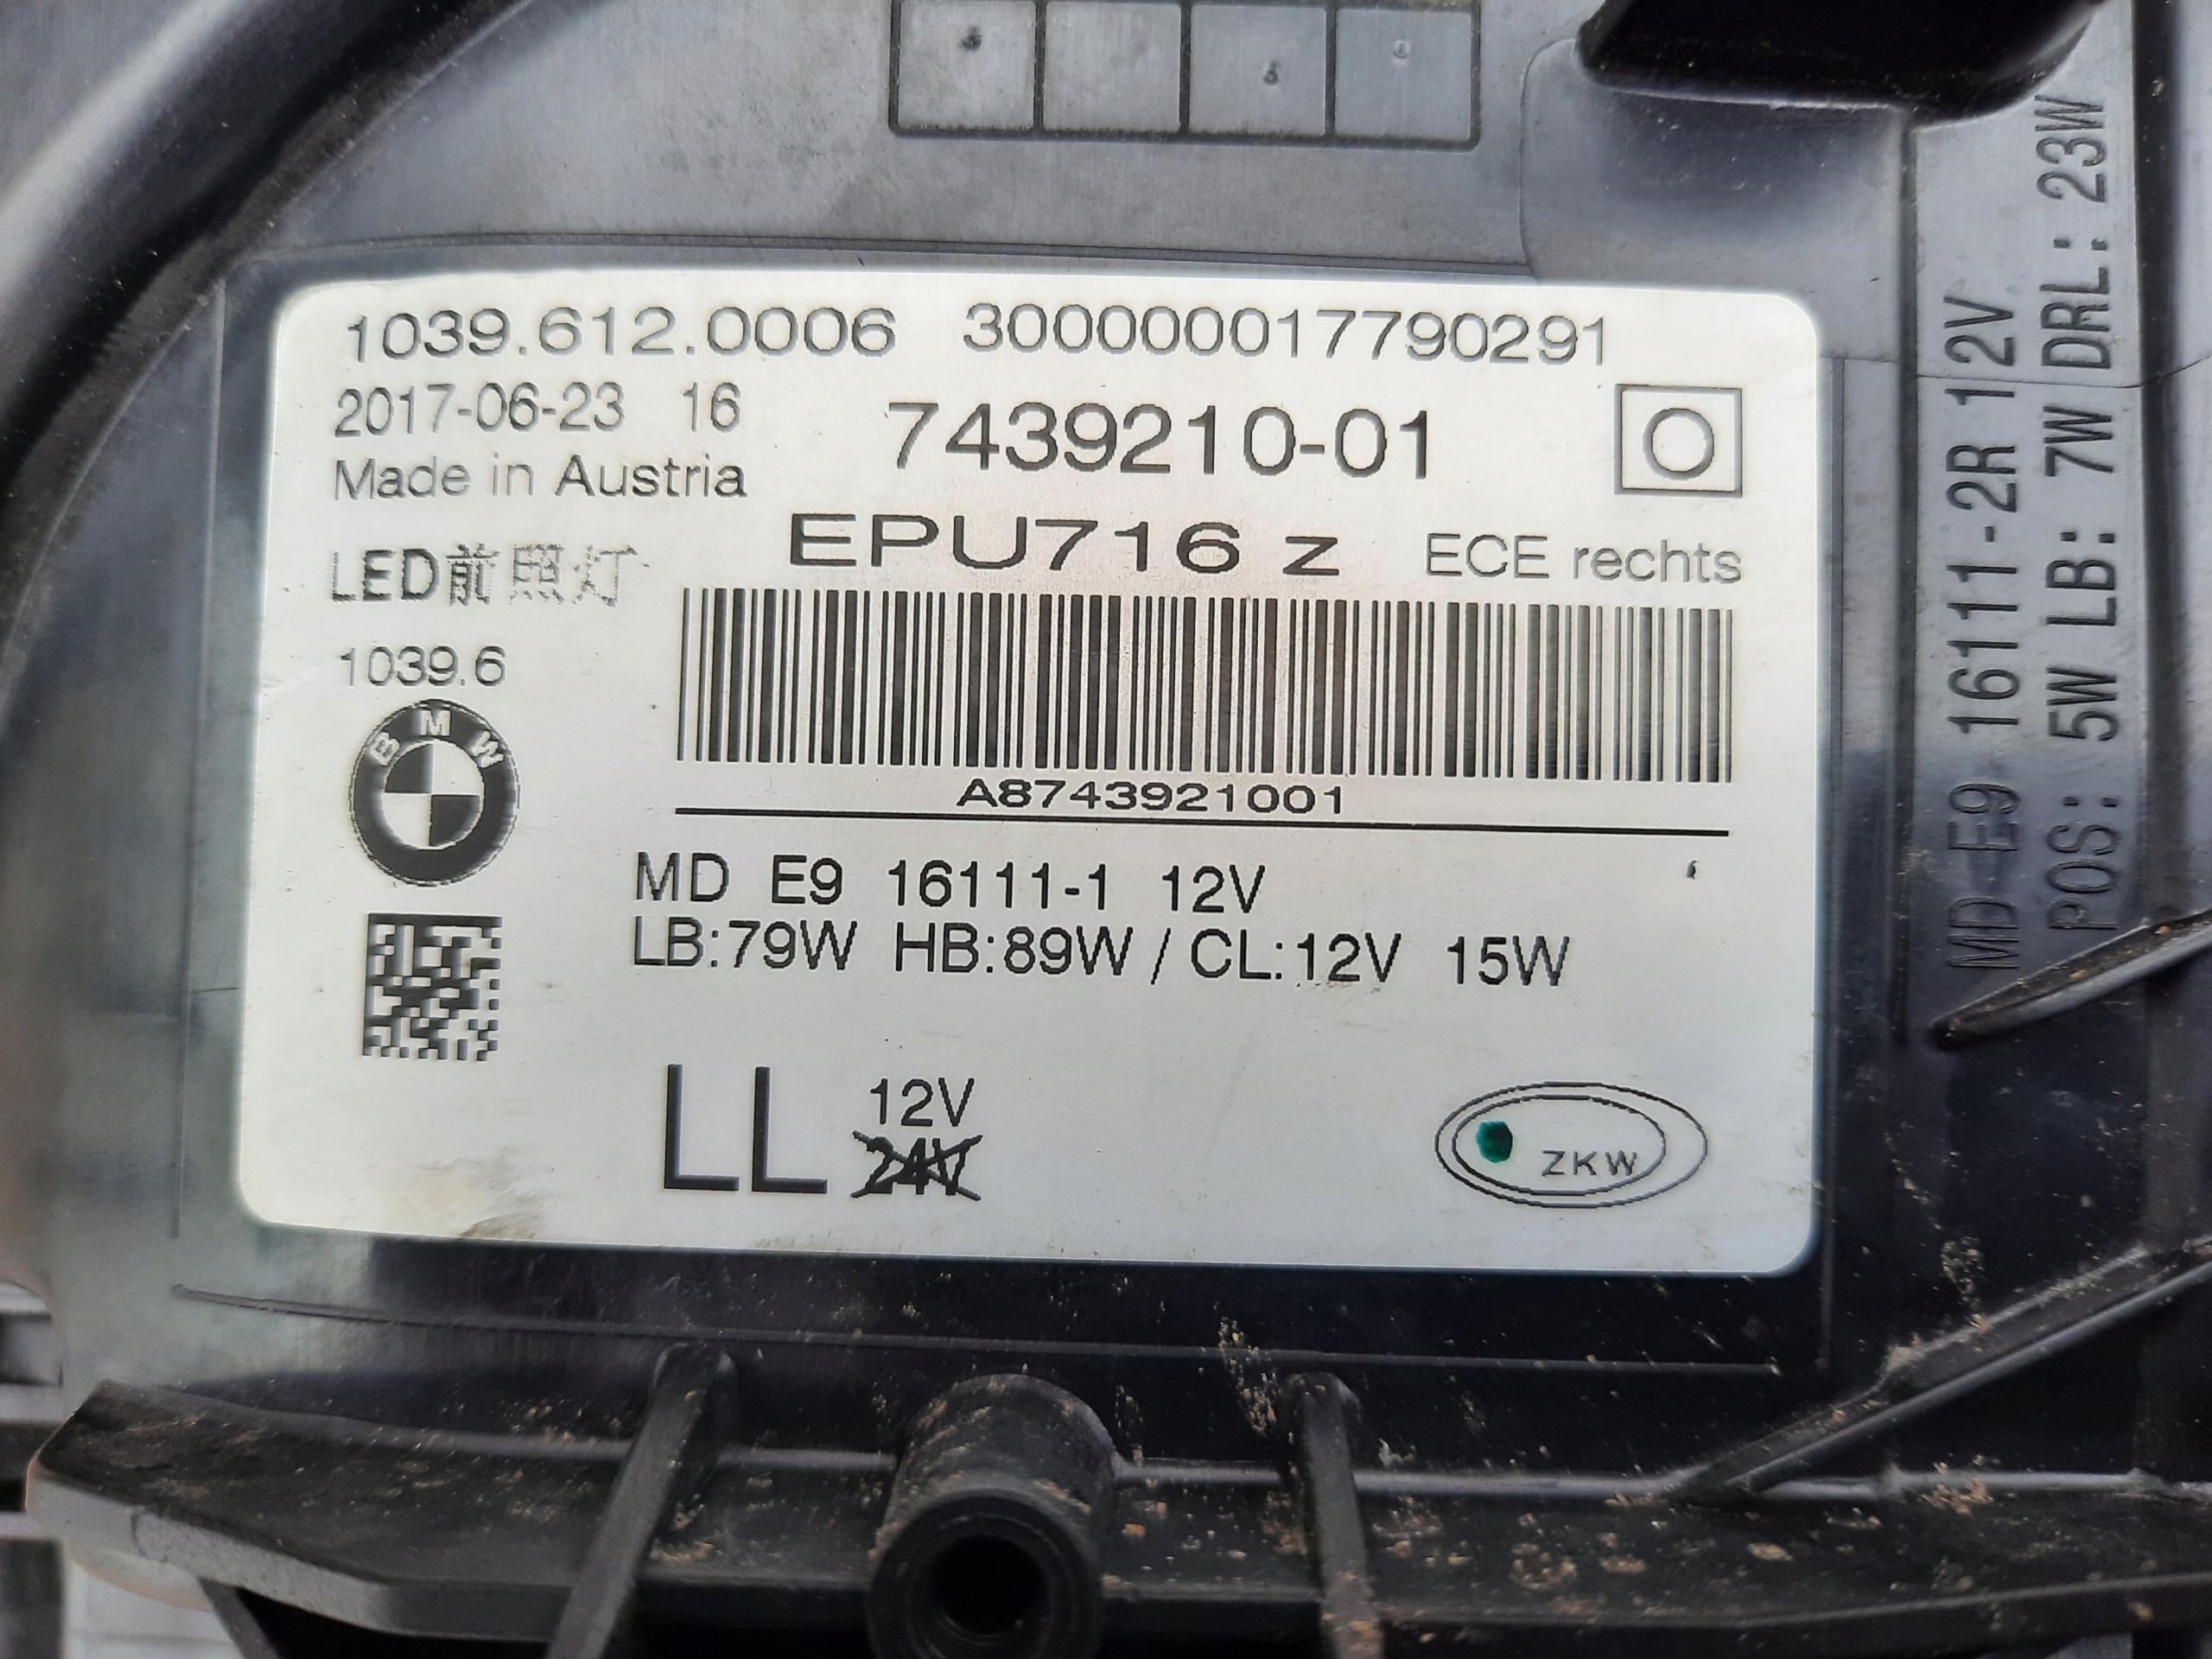 1039.612.0006 300000017790291
2017-06-23 16
7439210-01
Made in Austria
EPU716 z ECE rechts
LED前照灯
1039.6
BMW
A8743921001
MD E9 16111-1 12V
LB:79W HB:89W / CL:12V 15W
LL 12V
24V
ZKW
MD E9 16111-2R 12V
POS: 5W LB: 7W DRL: 23W